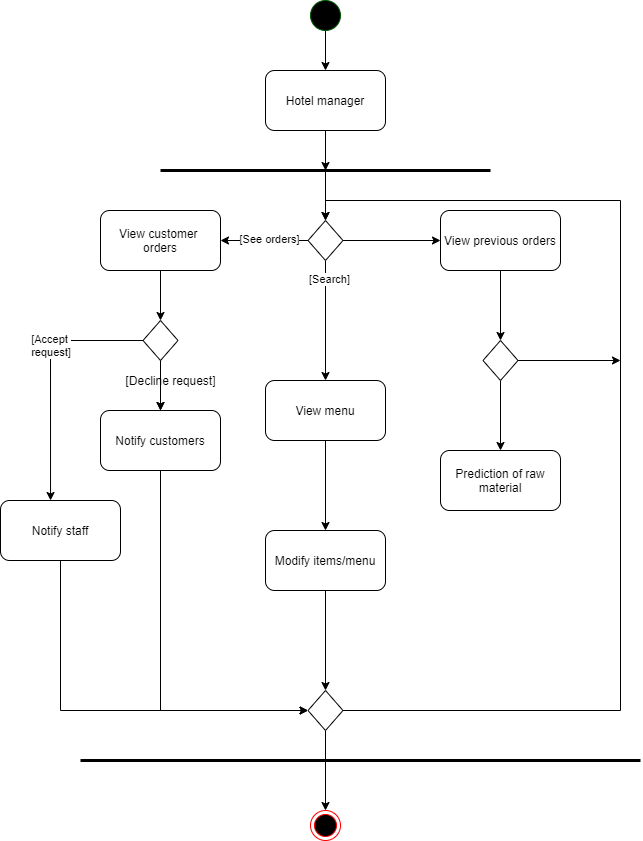 Hotel manager
View customer
orders
[See orders]
View previous orders
[Search]
[Accept
request]
[Decline request]
View menu
Notify customers
Prediction of raw
material
Notify staff
Modify items/menu